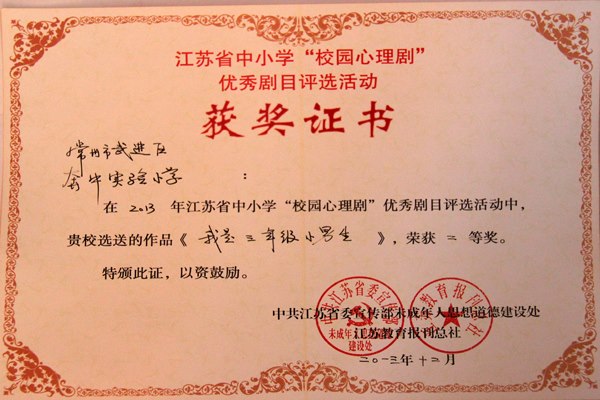 江苏省中小学“校园心理剧”
优秀剧目评选活动
获奖证书
常州市武进区
奔牛实验小学：
在 2013 年江苏省中小学“校园心理剧”优秀剧目评选活动中，
贵校选送的作品《我是三年级小男生》，荣获 二 等奖。
特颁此证，以资鼓励。
中共江苏省委宣传部未成年人思想道德建设处
江苏教育报刊总社
二〇一三年十二月